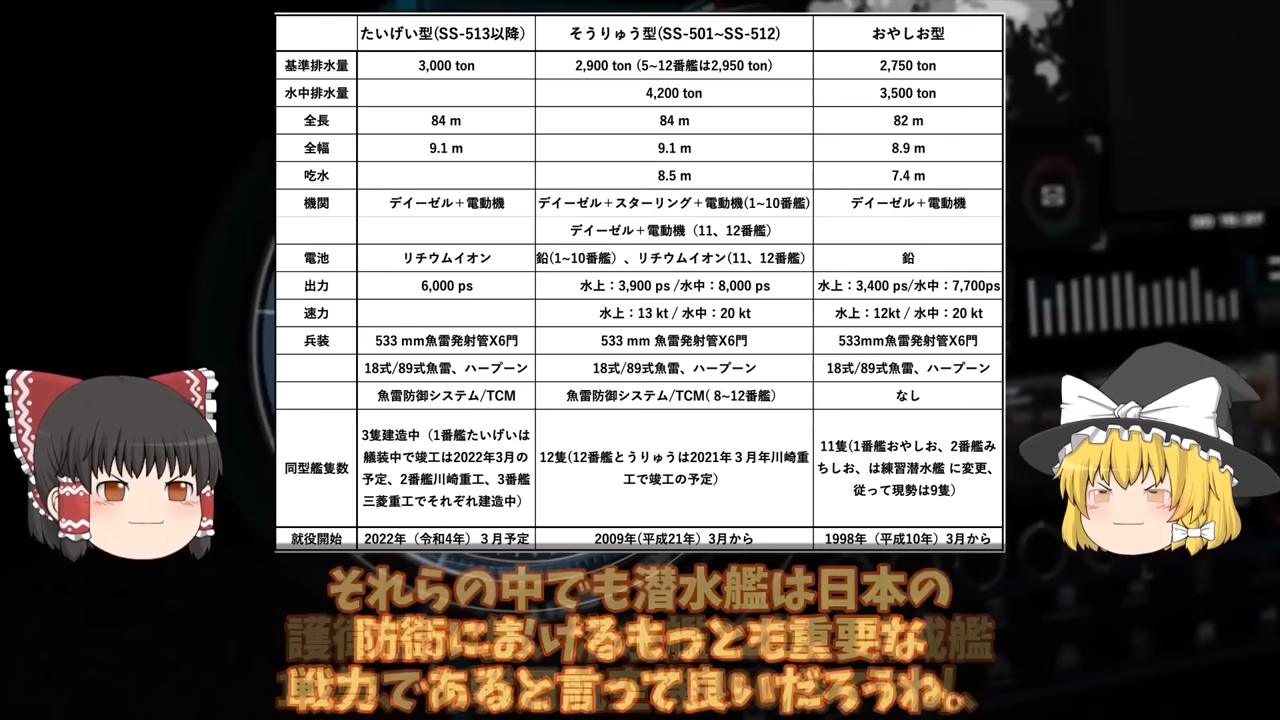 たいげい型(SS-513以降) そうりゅう型(SS-501~SS-512) おやしお型
基準排水量 3,000 ton 2,900 ton (5~12番艦は2,950 ton) 2,750 ton
水中排水量 4,200 ton 3,500 ton
全長 84 m 84 m 82 m
全幅 9.1 m 9.1 m 8.9 m
吃水 8.5 m 7.4 m
機関 デイーゼル＋電動機 デイーゼル＋スターリング＋電動機(1~10番艦) デイーゼル＋電動機
デイーゼル＋電動機（11、12番艦）
電池 リチウムイオン 鉛(1~10番艦）、リチウムイオン(11、12番艦） 鉛
出力 6,000 ps 水上：3,900 ps /水中：8,000 ps 水上：3,400 ps/水中：7,700ps
速力 水上：13 kt / 水中：20 kt 水上：12kt / 水中：20 kt
兵装 533 mm魚雷発射管X6門 533 mm 魚雷発射管X6門 533mm魚雷発射管X6門
18式/89式魚雷、ハープーン 18式/89式魚雷、ハープーン 18式/89式魚雷、ハープーン
魚雷防御システム/TCM 魚雷防御システム/TCM( 8~12番艦） なし
同型艦隻数
3隻建造中（1番艦たいげいは
艤装中で竣工は2022年3月の
予定、2番艦川崎重工、3番艦
三菱重工でそれぞれ建造中）
12隻(12番艦とうりゅうは2021年３月年川崎重
工で竣工の予定）
11隻(1番艦おやしお、2番艦み
ちしお、は練習潜水艦 に変更、
従って現勢は9隻）
就役開始 2022年（令和4年）３月予定 2009年(平成21年）3月から 1998年（平成10年）3月から
それらの中でも潜水艦は日本の
防衛におけるもっとも重要な
戦力であると言って良いだろうね。